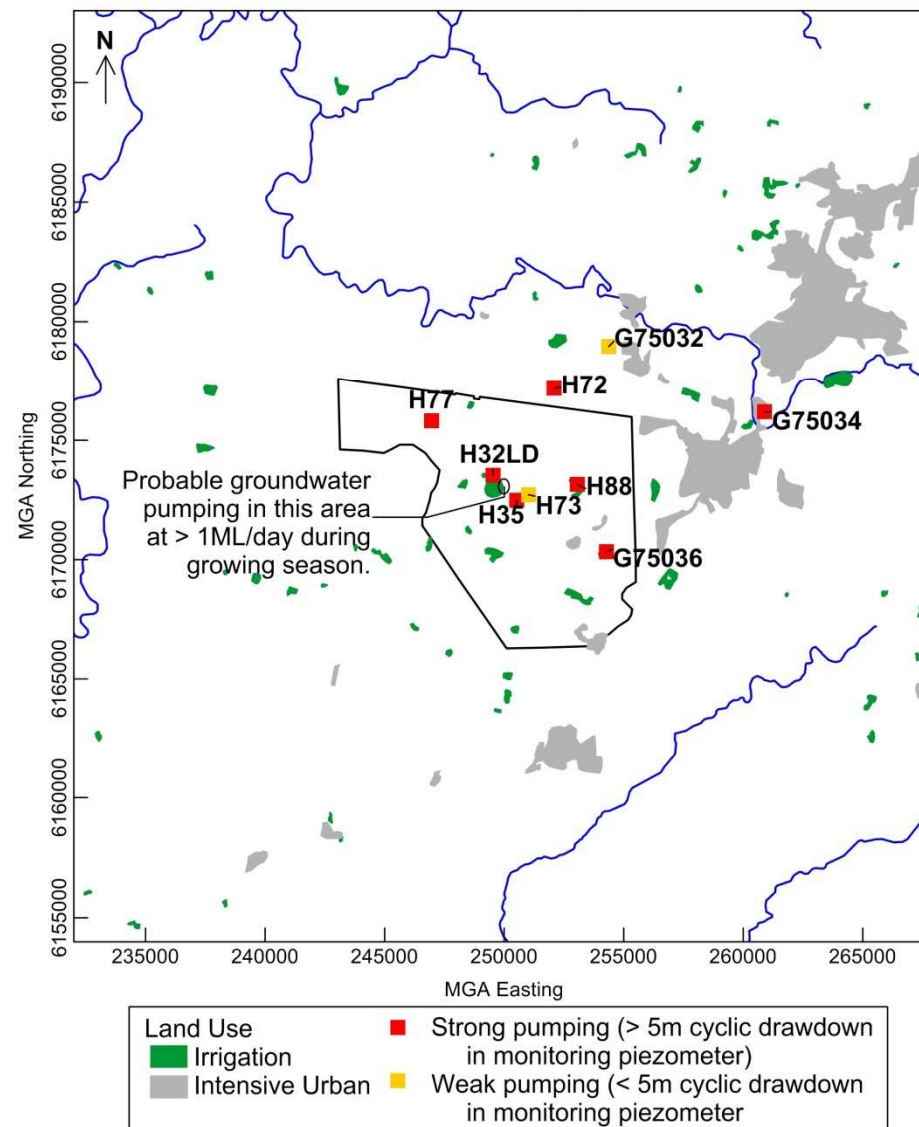 N
6190000
6185000
6180000
6175000
6170000
6165000
6160000
6155000
MGA Northing
G75032
H72
H77
G75034
H32LD
H88
H73
H35
G75036
Probable groundwater
pumping in this area
at > 1ML/day during
growing season.
235000 240000 245000 250000 255000 260000 265000
MGA Easting
Land Use
Irrigation
Intensive Urban
Strong pumping (> 5m cyclic drawdown
in monitoring piezometer)
Weak pumping (< 5m cyclic drawdown
in monitoring piezometer